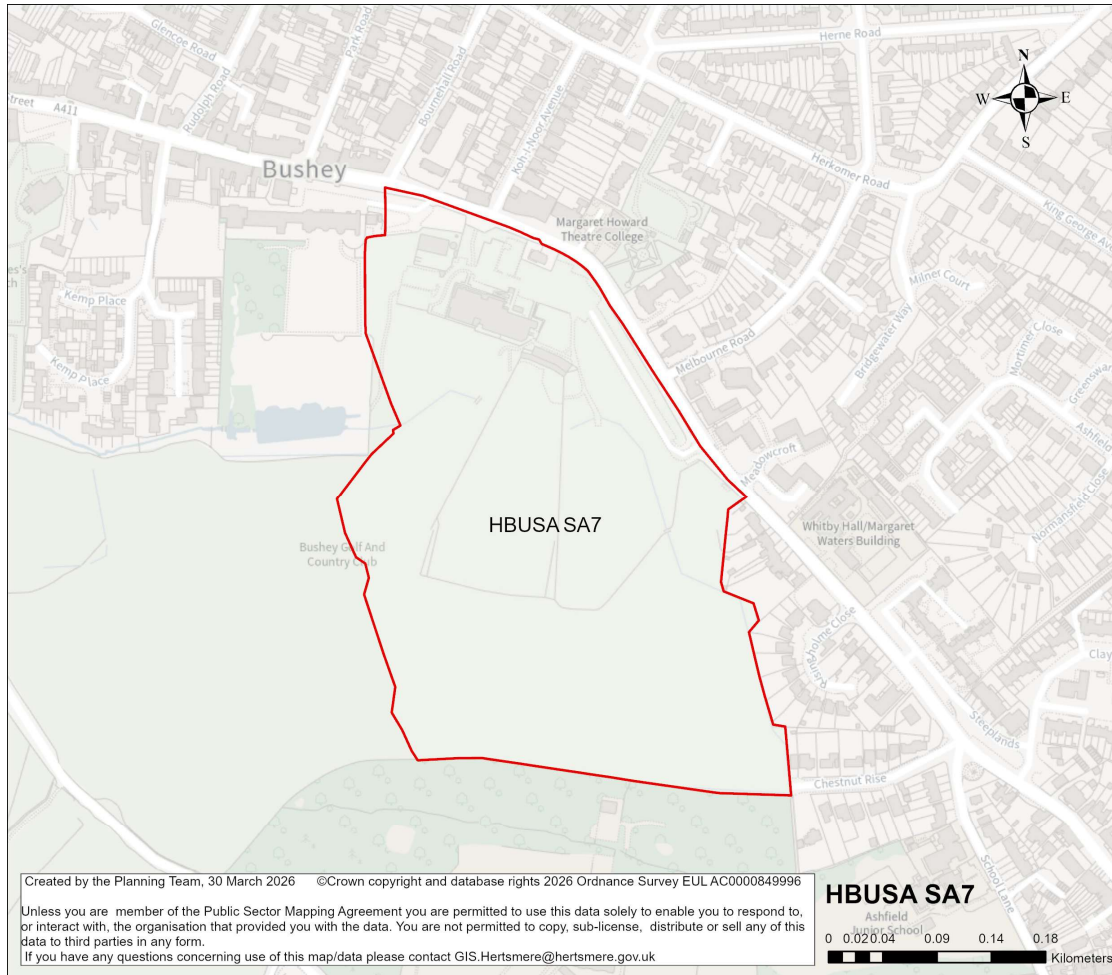 Herne Road
Glencoe Road
Park Road
Rudolph Road
Bournehall Road
Koh-I-Noor Avenue
N
W E
S
treet
A411
Bushey
Herkomer Road
King George Av
Margaret Howard
Theatre College
Milner Court
Kemp Place
Kemp Place
Melbourne Road
Bridgewater Way
Mortimer Close
Greenswar
Ashfield
Meadowcroft
Normansfield Close
HBUSA SA7
Whitby Hall/Margaret
Waters Building
Bushey Golf And
Country Club
Risingholme Close
Clay
Steeplands
Chestnut Rise
School Lane
Ashfield
Junior School
Created by the Planning Team, 30 March 2026 ©Crown copyright and database rights 2026 Ordnance Survey EUL AC0000849996
Unless you are member of the Public Sector Mapping Agreement you are permitted to use this data solely to enable you to respond to,
or interact with, the organisation that provided you with the data. You are not permitted to copy, sub-license, distribute or sell any of this
data to third parties in any form.
If you have any questions concerning use of this map/data please contact GIS.Hertsmere@hertsmere.gov.uk
HBUSA SA7
0 0.02 0.04 0.09 0.14 0.18
Kilometers